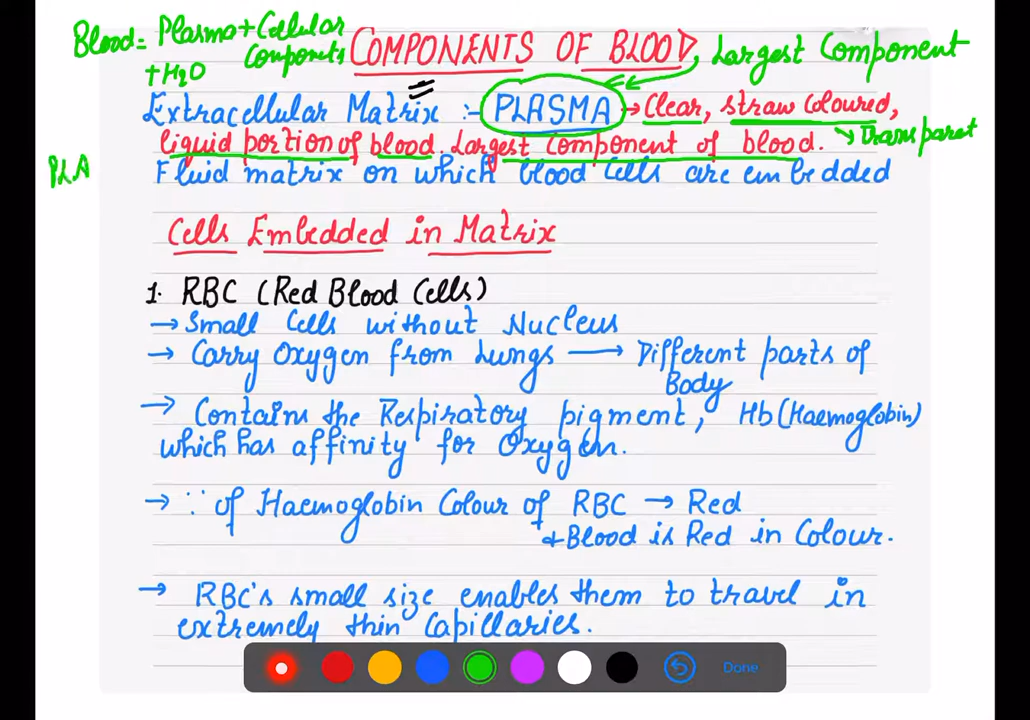 Blood = Plasma + Cellular Components
+ H2O
COMPONENTS OF BLOOD, Largest Component
Extracellular Matrix :- PLASMA → Clear, straw coloured,
liquid portion of blood. Largest component of blood. → Transparet
PLA
Fluid matrix on which blood cells are embedded
Cells Embedded in Matrix
1. RBC (Red Blood Cells)
→ Small Cells without Nucleus
→ Carry Oxygen from Lungs → Different parts of
Body
→ Contains the Respiratory pigment, Hb (Haemoglobin)
which has affinity for Oxygen.
→ ∵ of Haemoglobin Colour of RBC → Red
+ Blood is Red in Colour.
→ RBC's small size enables them to travel in
extremely thin Capillaries.
Done